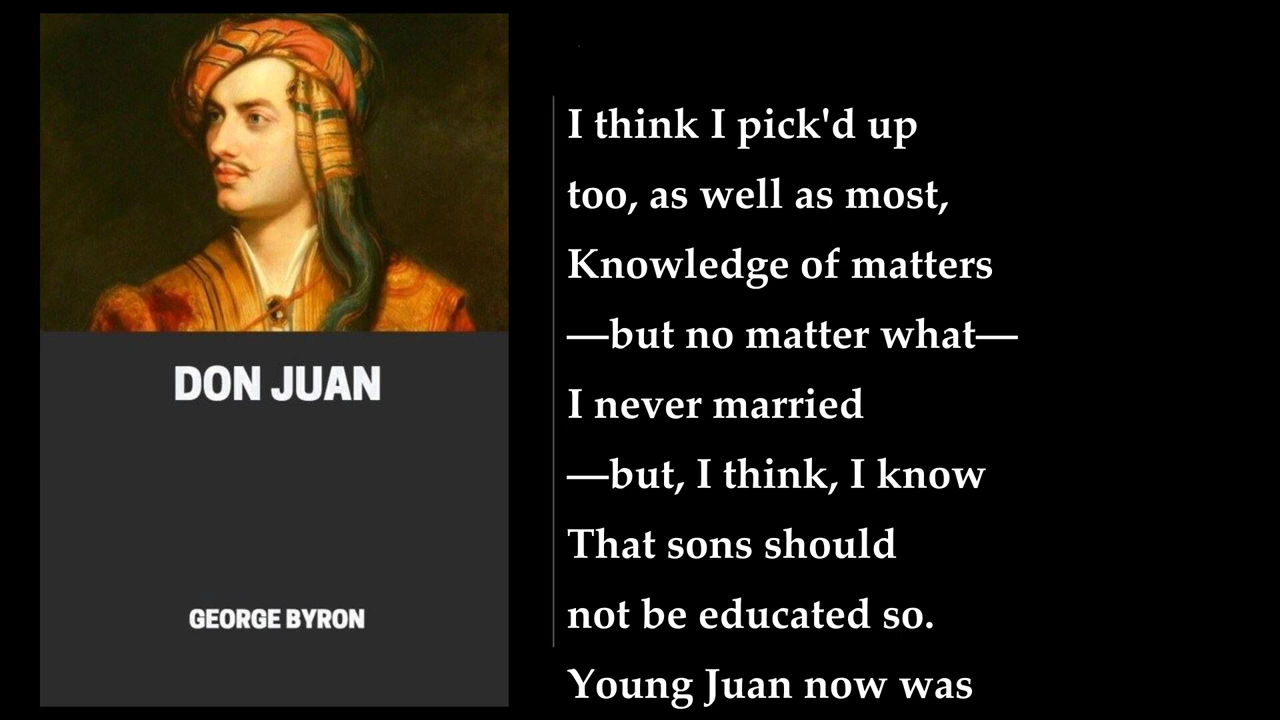 DON JUAN
GEORGE BYRON
I think I pick'd up
too, as well as most,
Knowledge of matters
—but no matter what—
I never married
—but, I think, I know
That sons should
not be educated so.
Young Juan now was